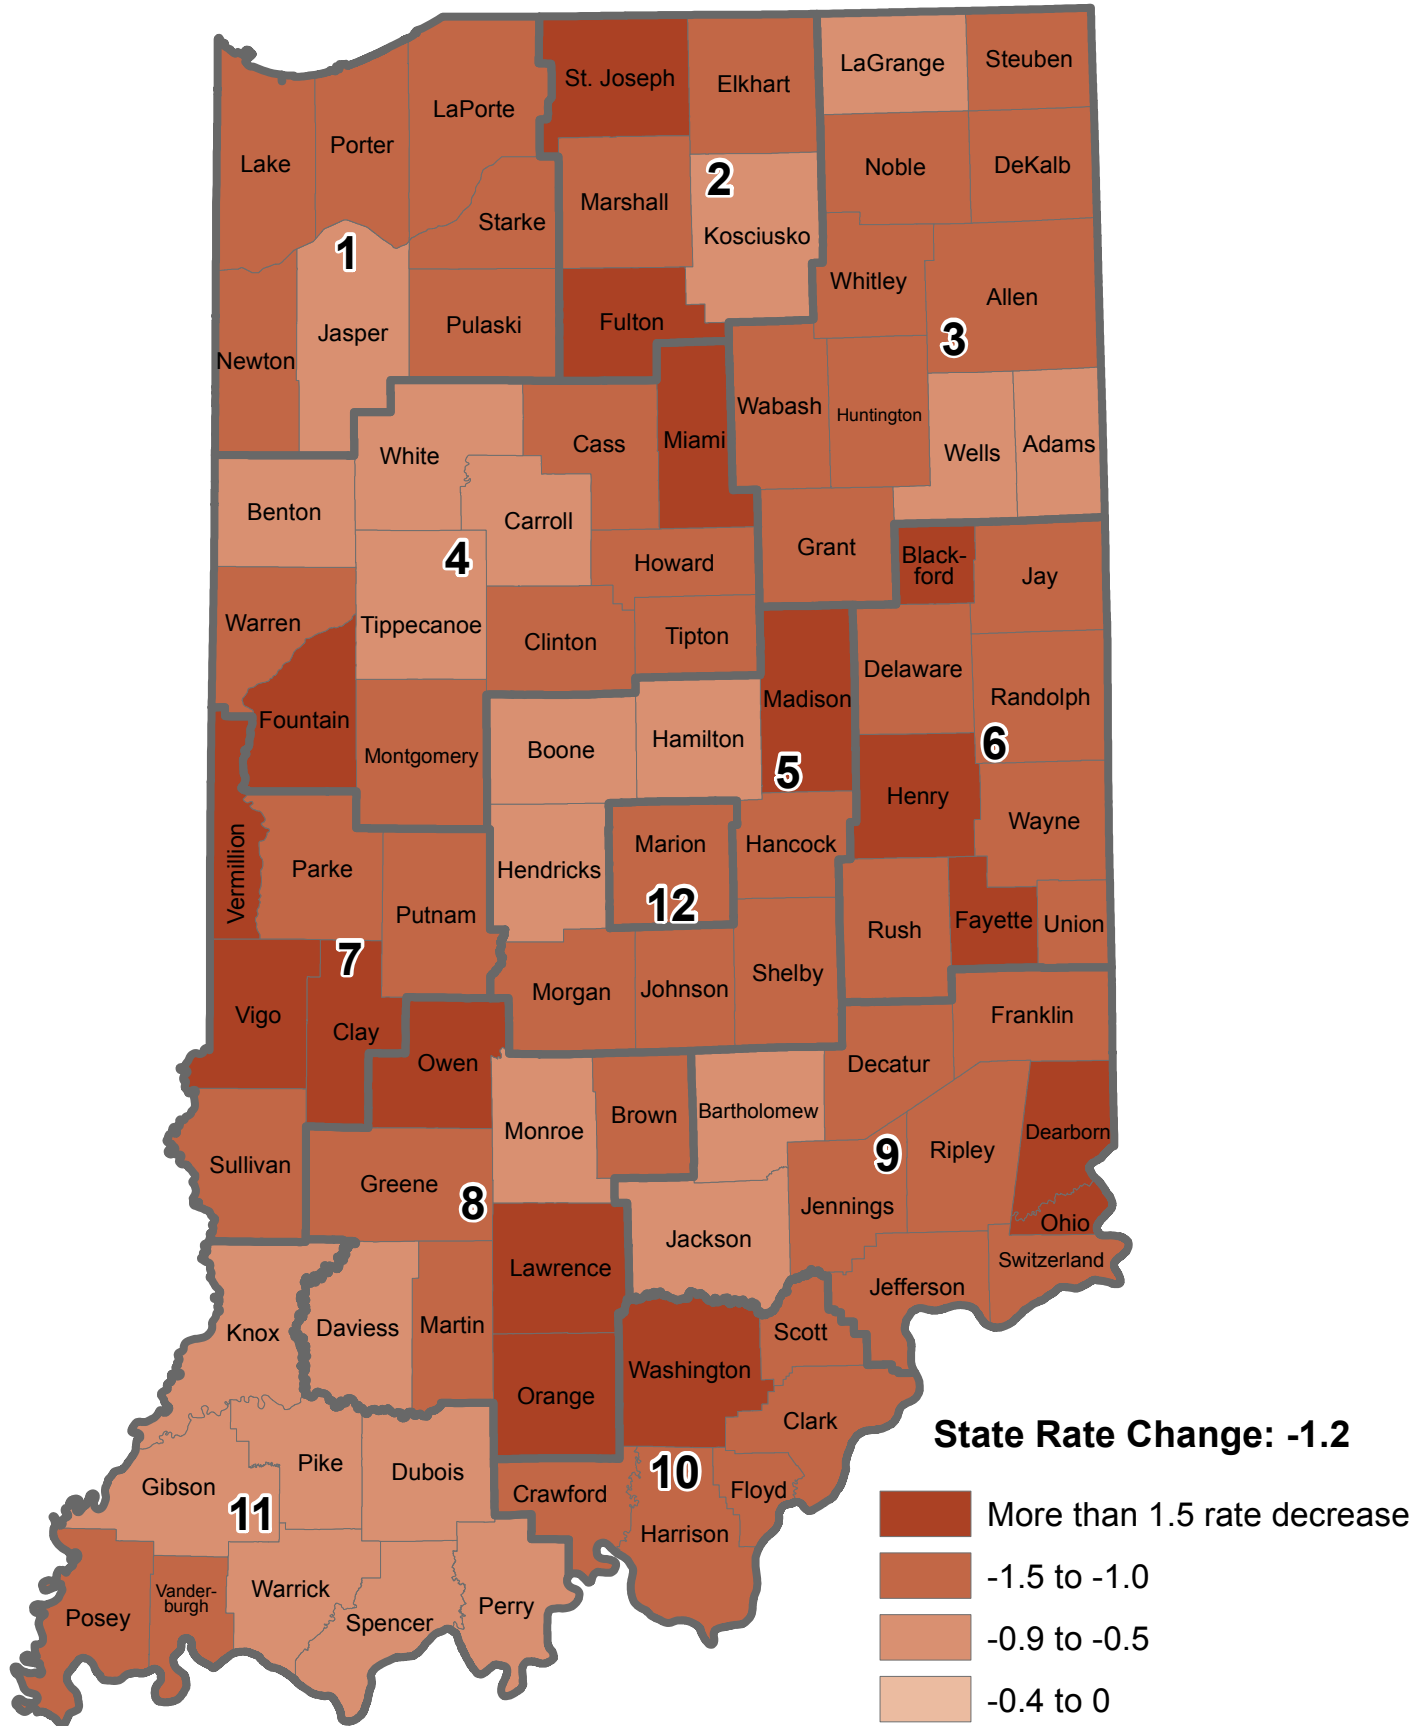 St. Joseph
Elkhart
LaGrange
Steuben
LaPorte
Porter
Lake
Noble
DeKalb
2
Marshall
Starke
Kosciusko
1
Whitley
Allen
Jasper
Pulaski
Fulton
3
Newton
Wabash
Huntington
White
Cass
Miami
Wells
Adams
Benton
Carroll
4
Howard
Grant
Black-
ford
Jay
Warren
Tippecanoe
Clinton
Tipton
Delaware
Randolph
Madison
Fountain
Montgomery
Boone
Hamilton
5
6
Henry
Wayne
Vermillion
Parke
Hendricks
Marion
Hancock
12
Putnam
Rush
Fayette
Union
7
Vigo
Clay
Morgan
Johnson
Shelby
Franklin
Owen
Decatur
Monroe
Brown
Bartholomew
Dearborn
Sullivan
Greene
8
9
Ripley
Jennings
Ohio
Jackson
Lawrence
Switzerland
Jefferson
Knox
Daviess
Martin
Scott
Orange
Washington
Clark
State Rate Change: -1.2
Gibson
Pike
Dubois
10
11
Crawford
Floyd
More than 1.5 rate decrease
Harrison
-1.5 to -1.0
Posey
Vander-
burgh
Warrick
Spencer
Perry
-0.9 to -0.5
-0.4 to 0